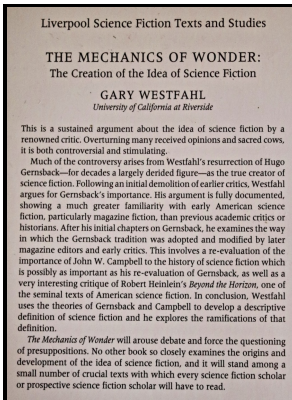 Liverpool Science Fiction Texts and Studies
THE MECHANICS OF WONDER:
The Creation of the Idea of Science Fiction
GARY WESTFAHL
University of California at Riverside
This is a sustained argument about the idea of science fiction by a
renowned critic. Overturning many received opinions and sacred cows,
it is both controversial and stimulating.
Much of the controversy arises from Westfahl's resurrection of Hugo
Gernsback—for decades a largely derided figure—as the true creator of
science fiction. Following an initial demolition of earlier critics, Westfahl
argues for Gernsback's importance. His argument is fully documented,
showing a much greater familiarity with early American science
fiction, particularly magazine fiction, than previous academic critics or
historians. After his initial chapters on Gernsback, he examines the way
in which the Gernsback tradition was adopted and modified by later
magazine editors and early critics. This involves a re-evaluation of the
importance of John W. Campbell to the history of science fiction which
is possibly as important as his re-evaluation of Gernsback, as well as a
very interesting critique of Robert Heinlein's Beyond the Horizon, one of
the seminal texts of American science fiction. In conclusion, Westfahl
uses the theories of Gernsback and Campbell to develop a descriptive
definition of science fiction and he explores the ramifications of that
definition.
The Mechanics of Wonder will arouse debate and force the questioning
of presuppositions. No other book so closely examines the origins and
development of the idea of science fiction, and it will stand among a
small number of crucial texts with which every science fiction scholar
or prospective science fiction scholar will have to read.